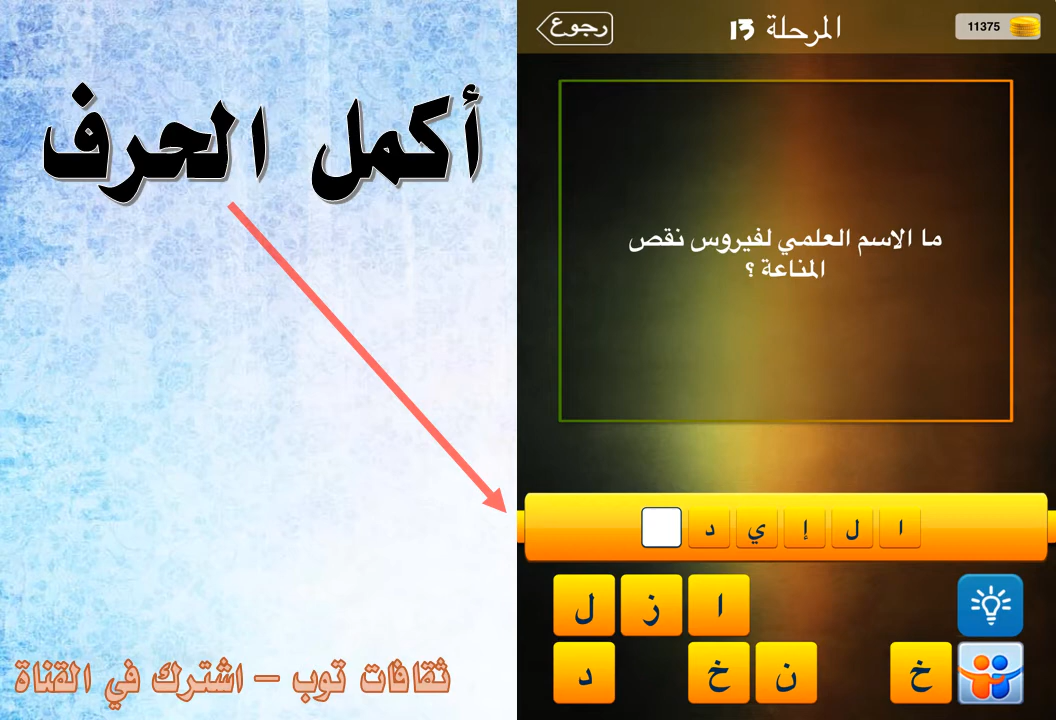 أكمل الحرف
ثقافات توب – اشترك في القناة
رجوع
المرحلة 13
11375
ما الاسم العلمي لفيروس نقص
المناعة ؟
ا ل إ ي د
ا ز ل
خ ن خ د